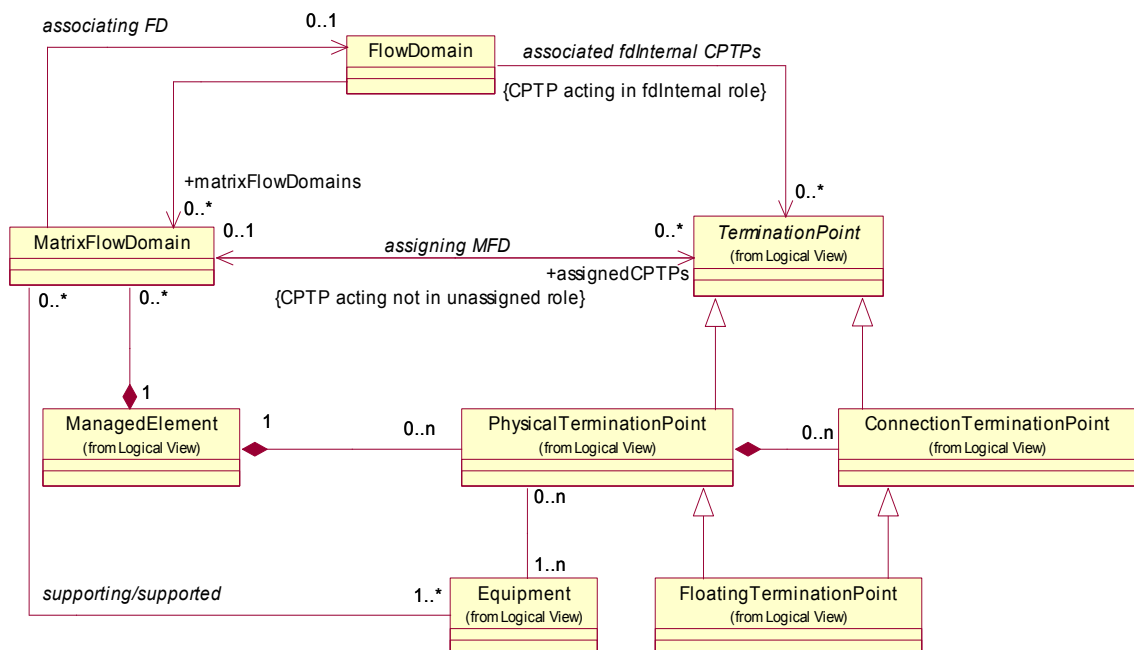 associating FD
0..*
0..1
FlowDomain
associated fdInternal CPTPs
{CPTP acting in fdInternal role}
+matrixFlowDomains
0..*
0..*
MatrixFlowDomain
0..1
assigning MFD
0..*
TerminationPoint
(from Logical View)
+assignedCPTPs
{CPTP acting not in unassigned role}
0..*
0..*
1
ManagedElement
(from Logical View)
1
0..n
PhysicalTerminationPoint
(from Logical View)
0..n
ConnectionTerminationPoint
(from Logical View)
0..n
1..n
supporting/supported
1..*
Equipment
(from Logical View)
FloatingTerminationPoint
(from Logical View)